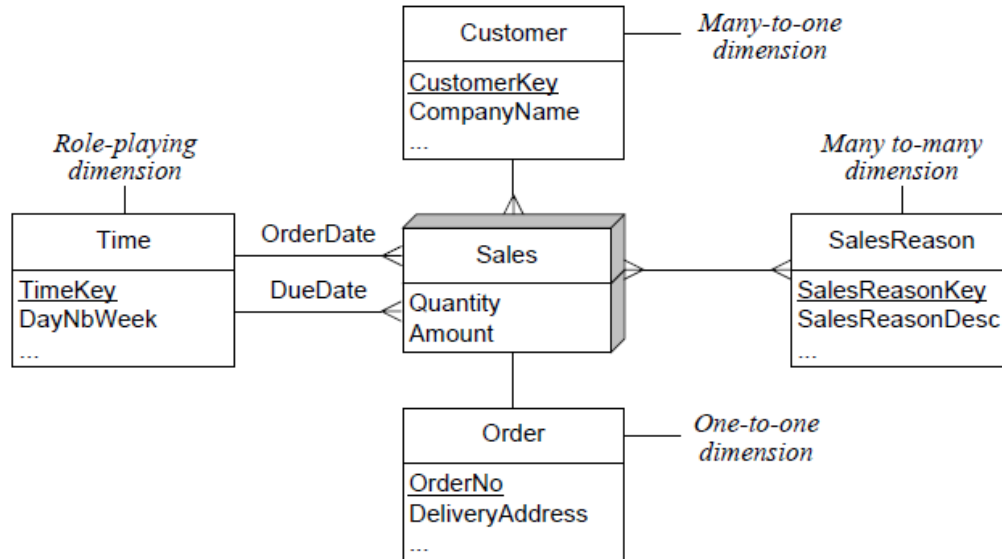 Customer
CustomerKey
CompanyName
...
Many-to-one
dimension
Role-playing
dimension
Time
TimeKey
DayNbWeek
...
OrderDate
DueDate
Sales
Quantity
Amount
Many to-many
dimension
SalesReason
SalesReasonKey
SalesReasonDesc
...
Order
OrderNo
DeliveryAddress
...
One-to-one
dimension